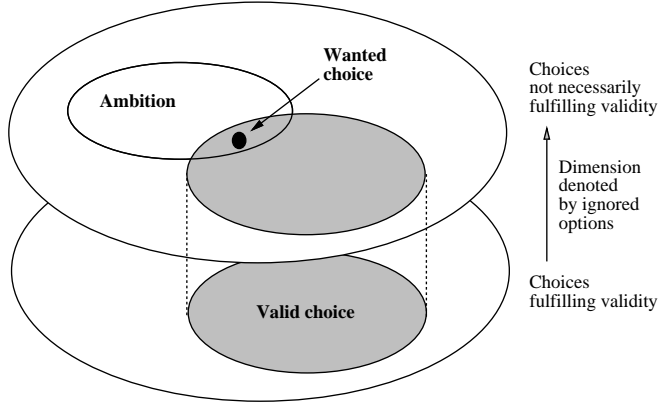 Wanted
choice
Ambition
Choices
not necessarily
fulfilling validity
Dimension
denoted
by ignored
options
Choices
fulfilling validity
Valid choice